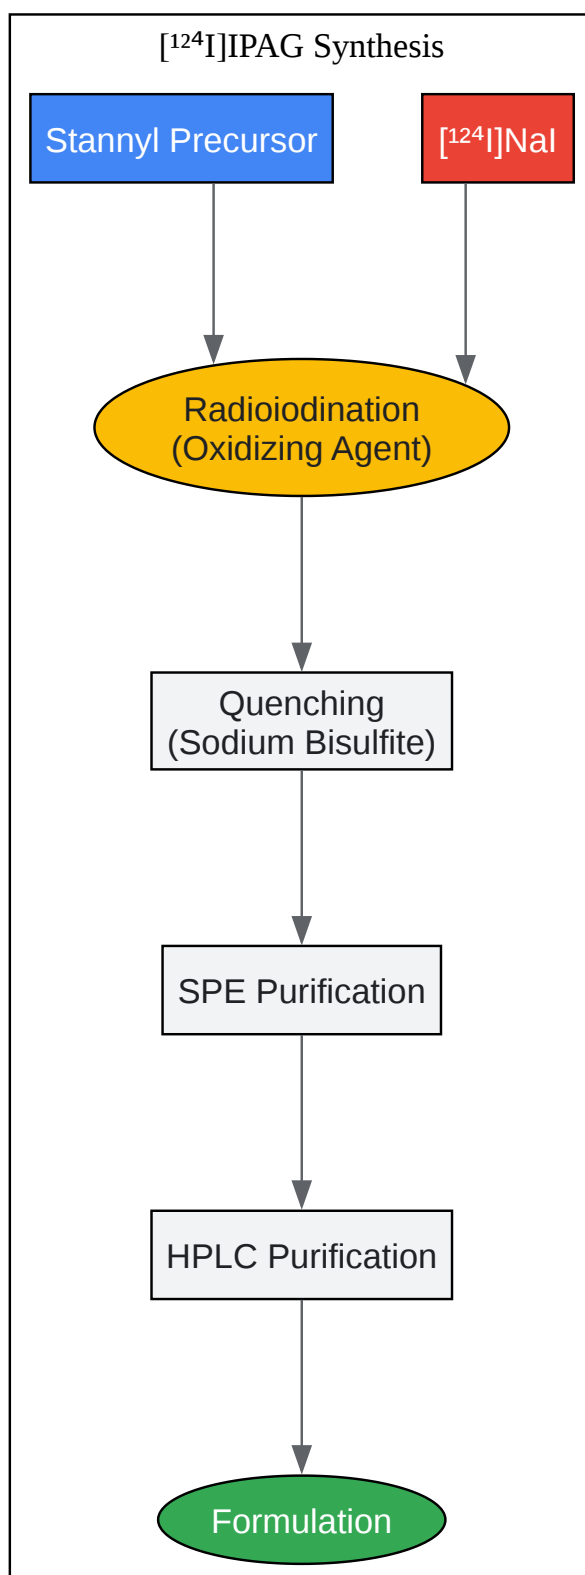 [¹²⁴I]IPAG Synthesis
Stannyl Precursor
[¹²⁴I]NaI
Radioiodination
(Oxidizing Agent)
Quenching
(Sodium Bisulfite)
SPE Purification
HPLC Purification
Formulation